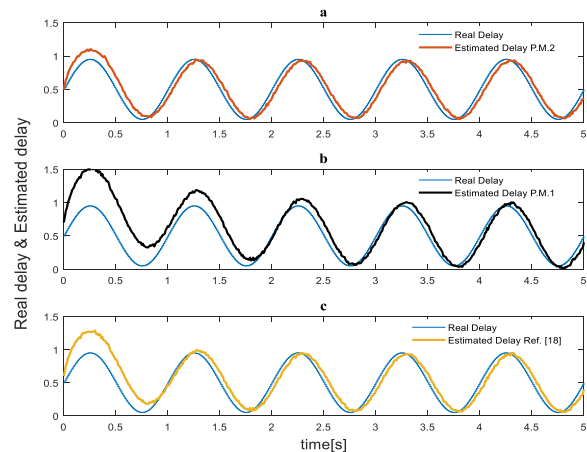 a
Real Delay
Estimated Delay P.M.2
1.5
1
0.5
0
0 0.5 1 1.5 2 2.5 3 3.5 4 4.5 5
b
Real Delay
Estimated Delay P.M.1
1.5
1
0.5
0
0 0.5 1 1.5 2 2.5 3 3.5 4 4.5 5
c
Real Delay
Estimated Delay Ref. [18]
1.5
1
0.5
0
0 0.5 1 1.5 2 2.5 3 3.5 4 4.5 5
Real delay & Estimated delay
time[s]